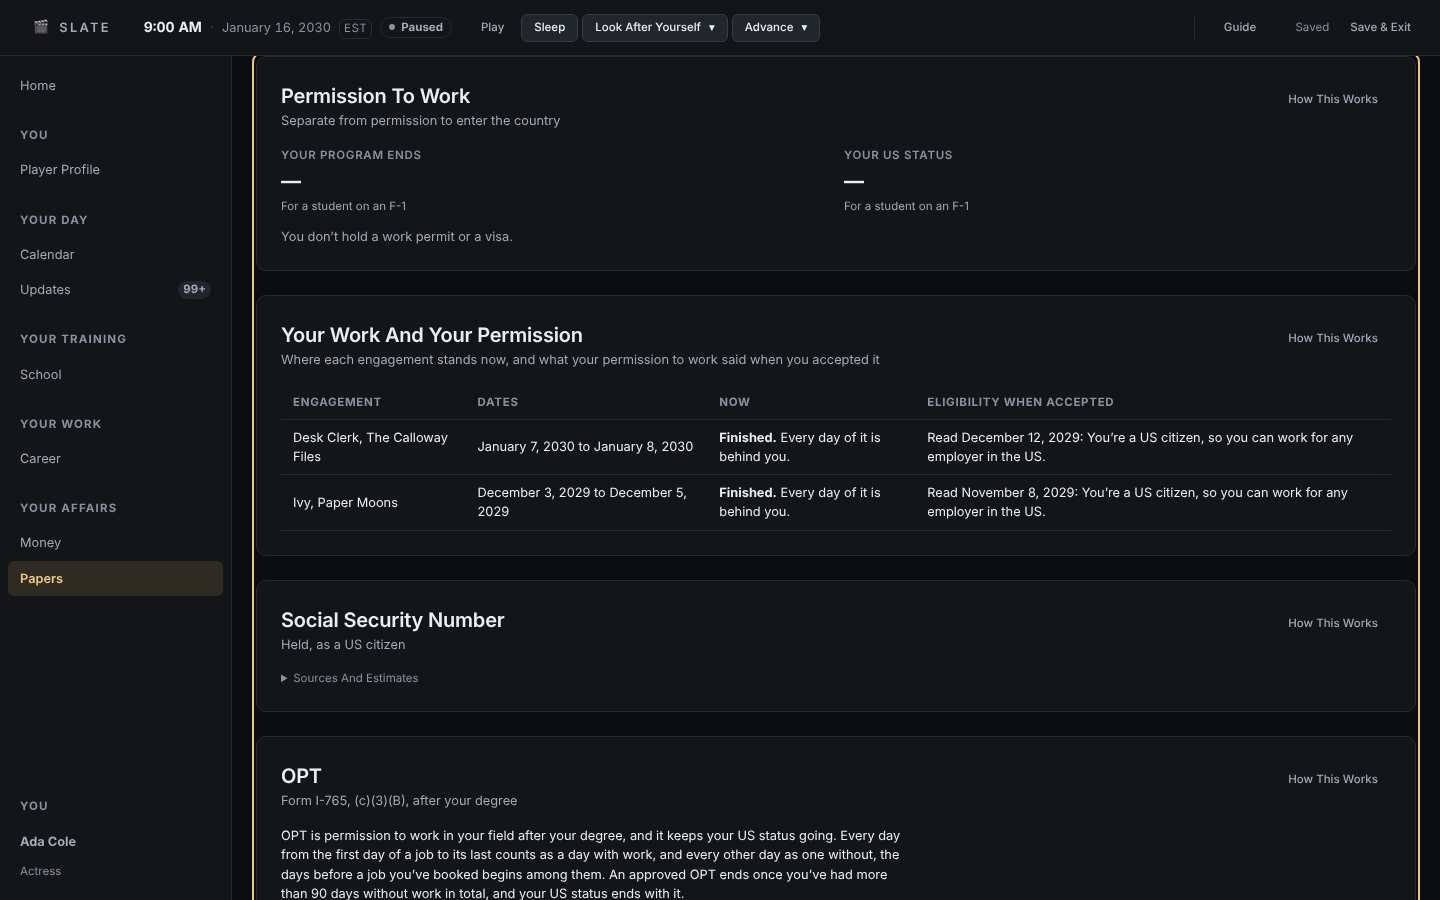 SLATE
9:00 AM · January 16, 2030 EST Paused
Play
Sleep
Look After Yourself
Advance
Guide
Saved
Save & Exit
Home
YOU
Player Profile
YOUR DAY
Calendar
Updates 99+
YOUR TRAINING
School
YOUR WORK
Career
YOUR AFFAIRS
Money
Papers
YOU
Ada Cole
Actress
Permission To Work
How This Works
Separate from permission to enter the country
YOUR PROGRAM ENDS
—
For a student on an F-1
YOUR US STATUS
—
For a student on an F-1
You don’t hold a work permit or a visa.
Your Work And Your Permission
How This Works
Where each engagement stands now, and what your permission to work said when you accepted it
ENGAGEMENT DATES NOW ELIGIBILITY WHEN ACCEPTED
Desk Clerk, The Calloway
Files
January 7, 2030 to January 8, 2030
Finished. Every day of it is
behind you.
Read December 12, 2029: You’re a US citizen, so you can work for any
employer in the US.
Ivy, Paper Moons
December 3, 2029 to December 5,
2029
Finished. Every day of it is
behind you.
Read November 8, 2029: You’re a US citizen, so you can work for any
employer in the US.
Social Security Number
How This Works
Held, as a US citizen
Sources And Estimates
OPT
How This Works
Form I-765, (c)(3)(B), after your degree
OPT is permission to work in your field after your degree, and it keeps your US status going. Every day
from the first day of a job to its last counts as a day with work, and every other day as one without, the
days before a job you’ve booked begins among them. An approved OPT ends once you’ve had more
than 90 days without work in total, and your US status ends with it.